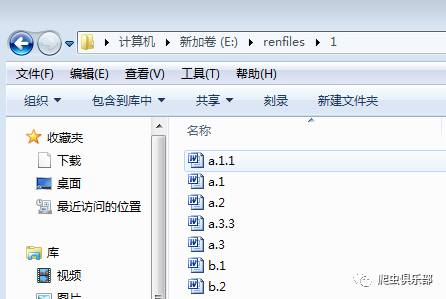 计算机 新加卷 (E:) renfiles 1
文件(F) 编辑(E) 查看(V) 工具(T) 帮助(H)
组织 包含到库中 共享 刻录 新建文件夹
收藏夹
下载
桌面
最近访问的位置
库
视频
图片
名称
a.1.1
a.1
a.2
a.3.3
a.3
b.1
b.2
爬虫俱乐部